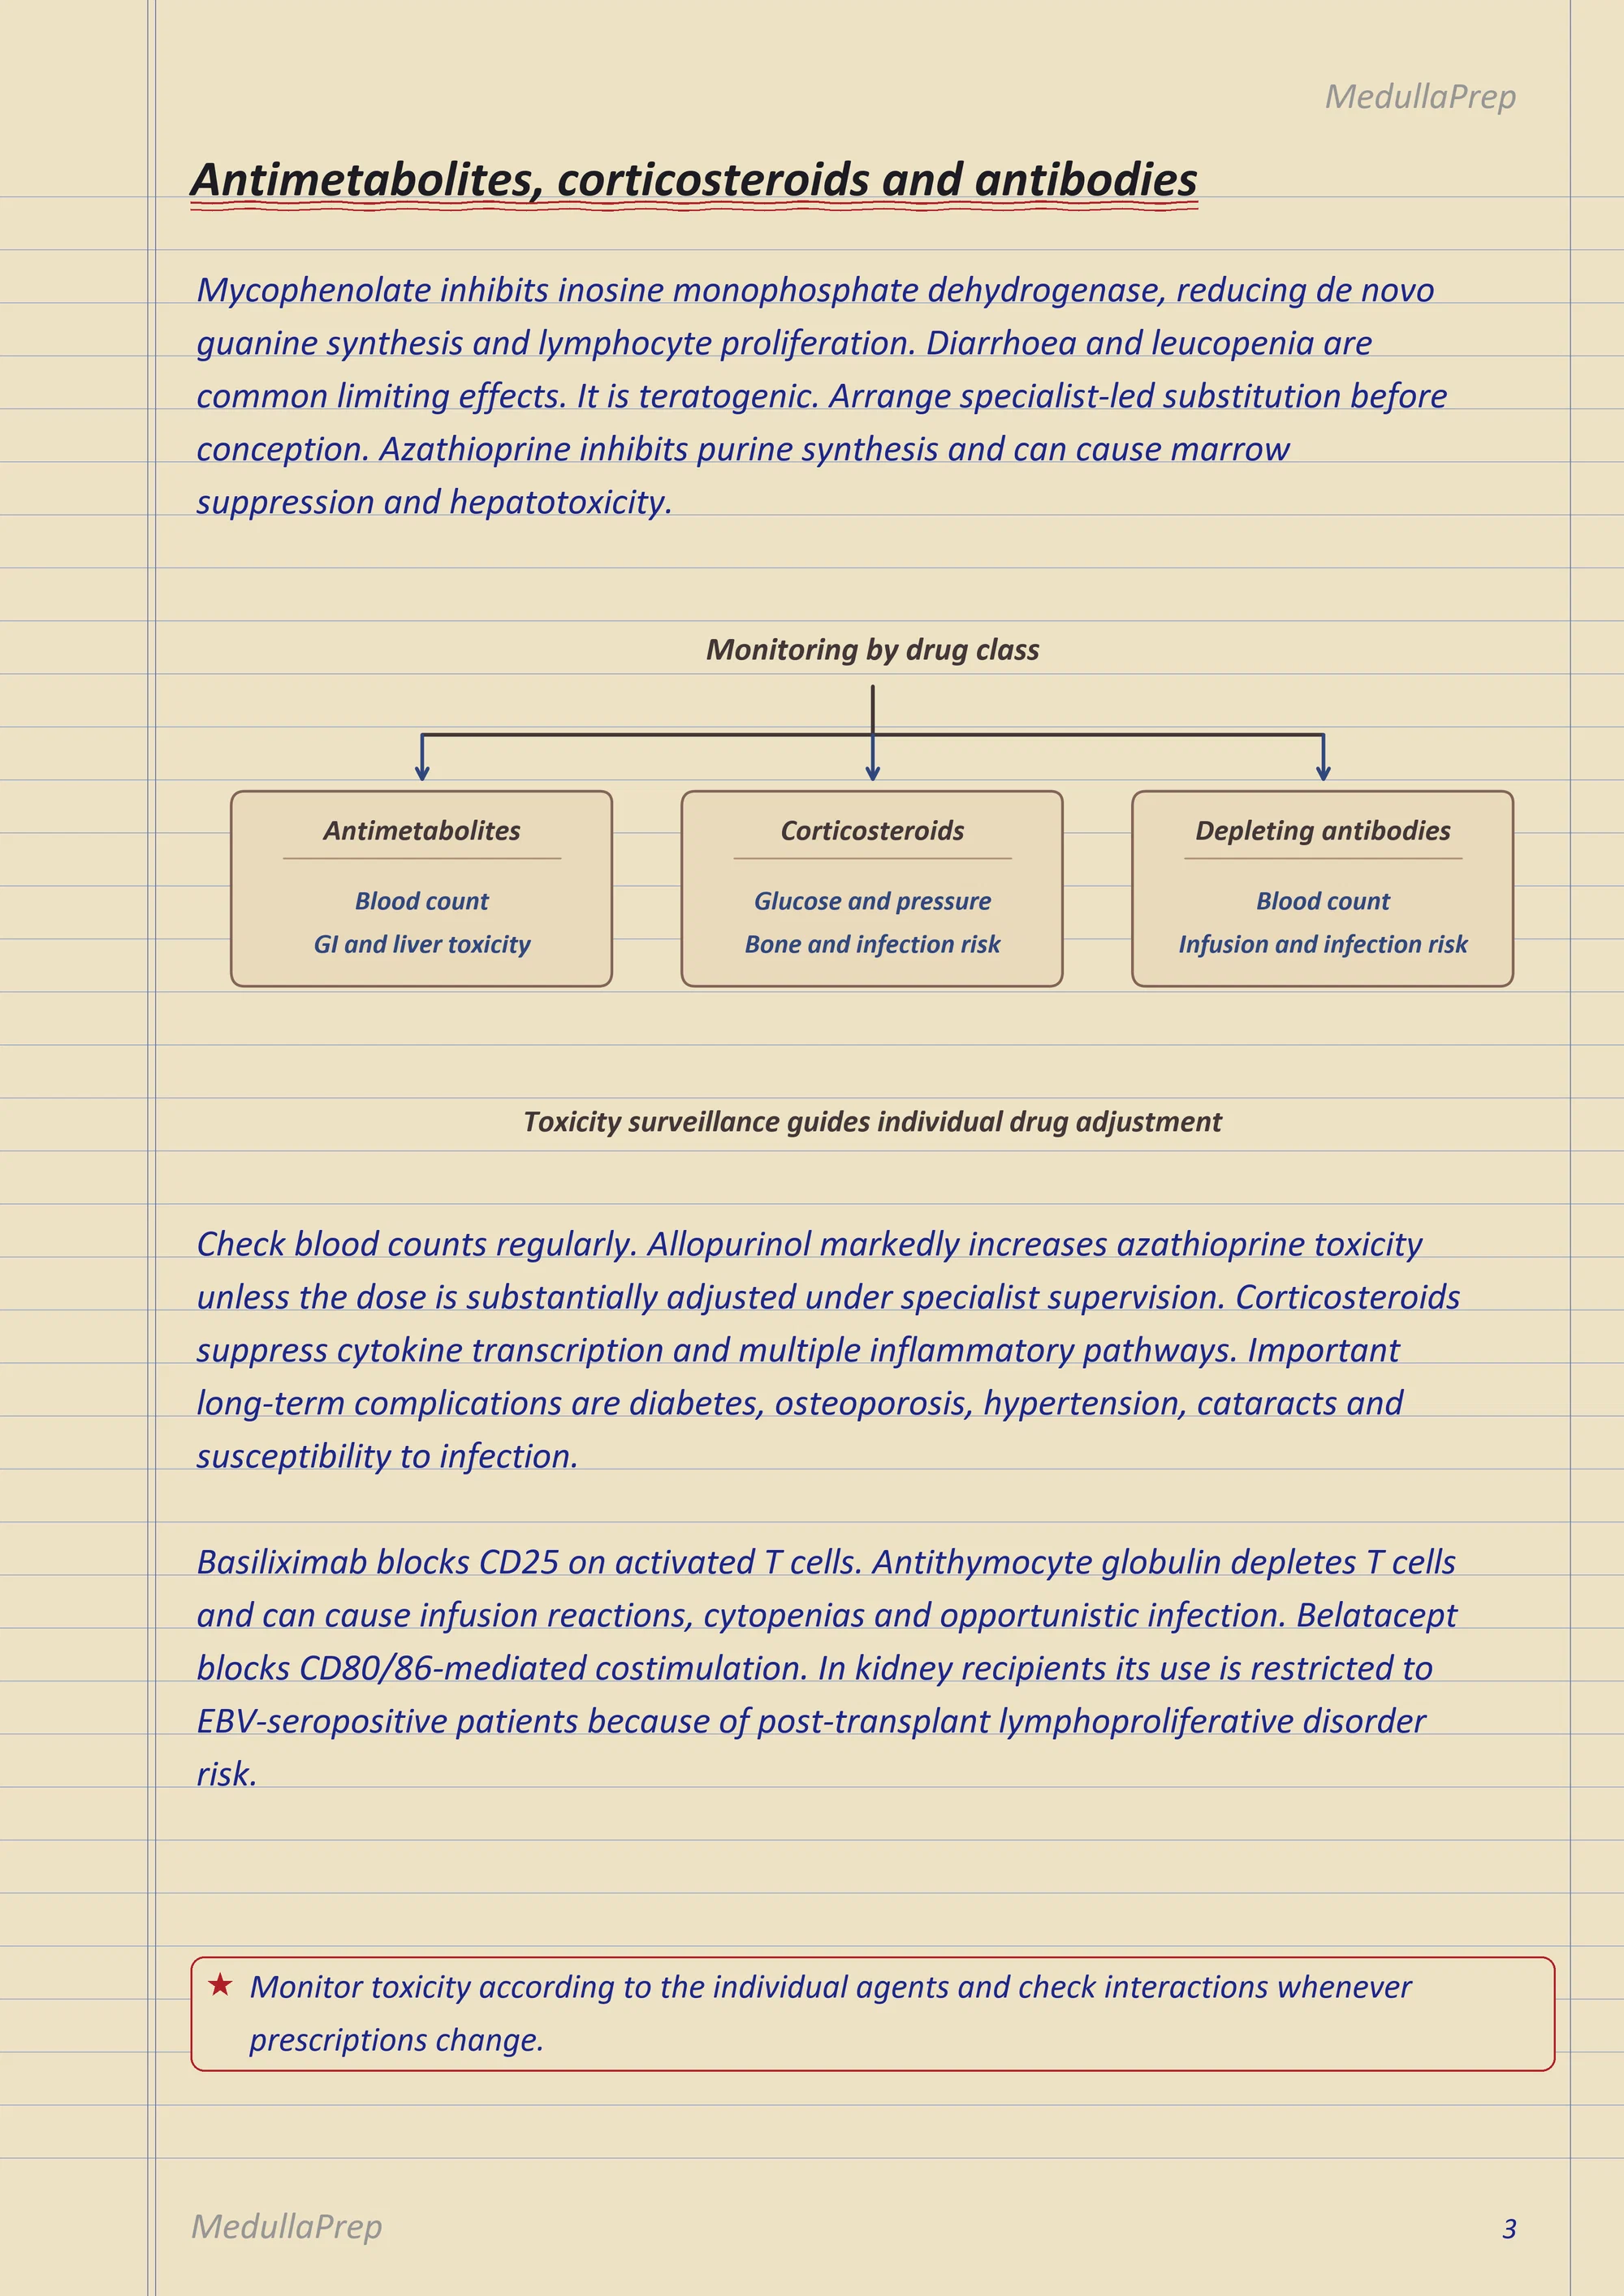 MedullaPrep
Antimetabolites, corticosteroids and antibodies
Mycophenolate inhibits inosine monophosphate dehydrogenase, reducing de novo
guanine synthesis and lymphocyte proliferation. Diarrhoea and leucopenia are
common limiting effects. It is teratogenic. Arrange specialist-led substitution before
conception. Azathioprine inhibits purine synthesis and can cause marrow
suppression and hepatotoxicity.
Monitoring by drug class
Antimetabolites
Blood count
GI and liver toxicity
Corticosteroids
Glucose and pressure
Bone and infection risk
Depleting antibodies
Blood count
Infusion and infection risk
Toxicity surveillance guides individual drug adjustment
Check blood counts regularly. Allopurinol markedly increases azathioprine toxicity
unless the dose is substantially adjusted under specialist supervision. Corticosteroids
suppress cytokine transcription and multiple inflammatory pathways. Important
long-term complications are diabetes, osteoporosis, hypertension, cataracts and
susceptibility to infection.
Basiliximab blocks CD25 on activated T cells. Antithymocyte globulin depletes T cells
and can cause infusion reactions, cytopenias and opportunistic infection. Belatacept
blocks CD80/86-mediated costimulation. In kidney recipients its use is restricted to
EBV-seropositive patients because of post-transplant lymphoproliferative disorder
risk.
★ Monitor toxicity according to the individual agents and check interactions whenever
prescriptions change.
MedullaPrep
3